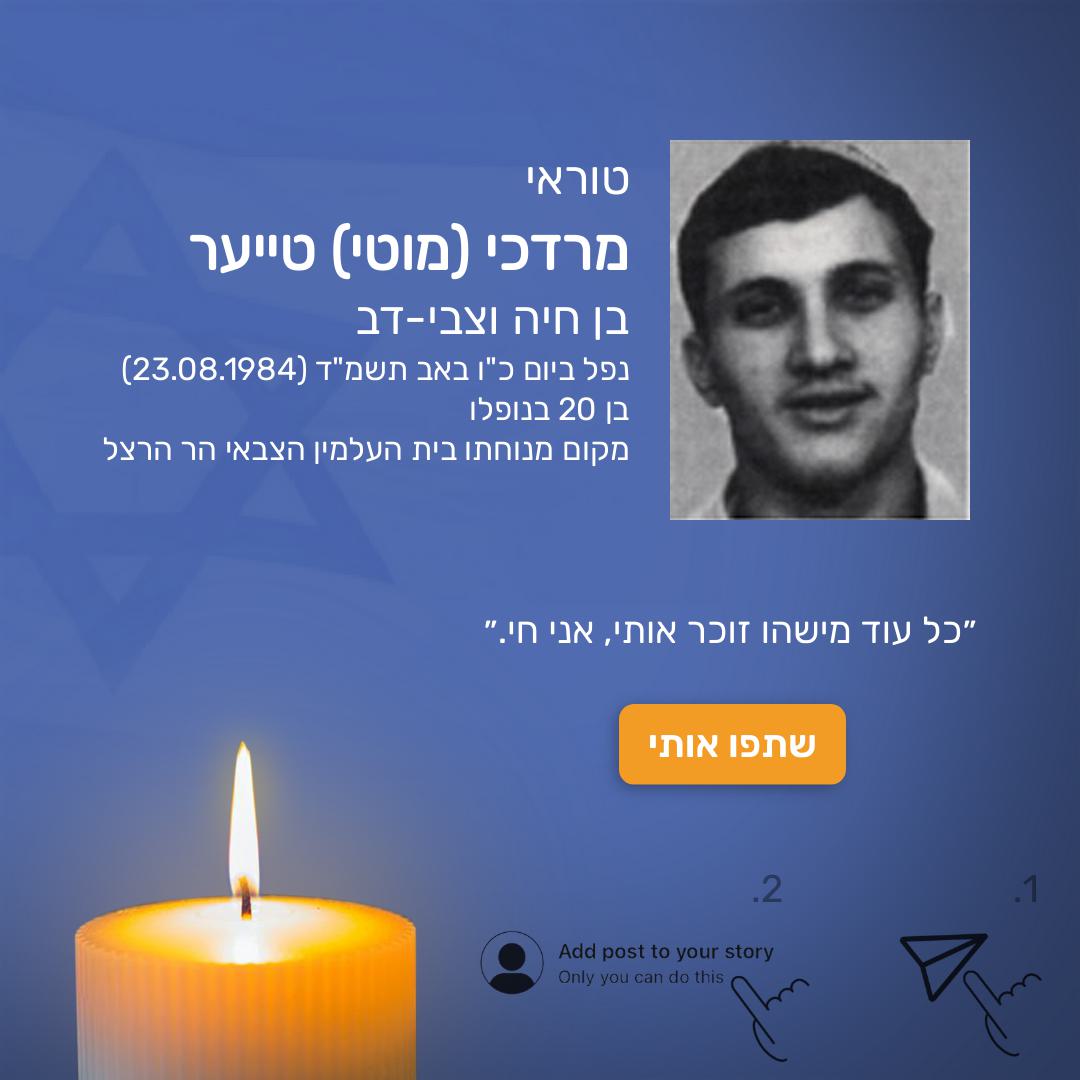 טוראי
מרדכי (מוטי) טייער
בן חיה וצבי-דב
נפל ביום כ"ו באב תשמ"ד (23.08.1984)
בן 20 בנופלו
מקום מנוחתו בית העלמין הצבאי הר הרצל
״כל עוד מישהו זוכר אותי, אני חי.״
שתפו אותי
1.
2.
Add post to your story
Only you can do this